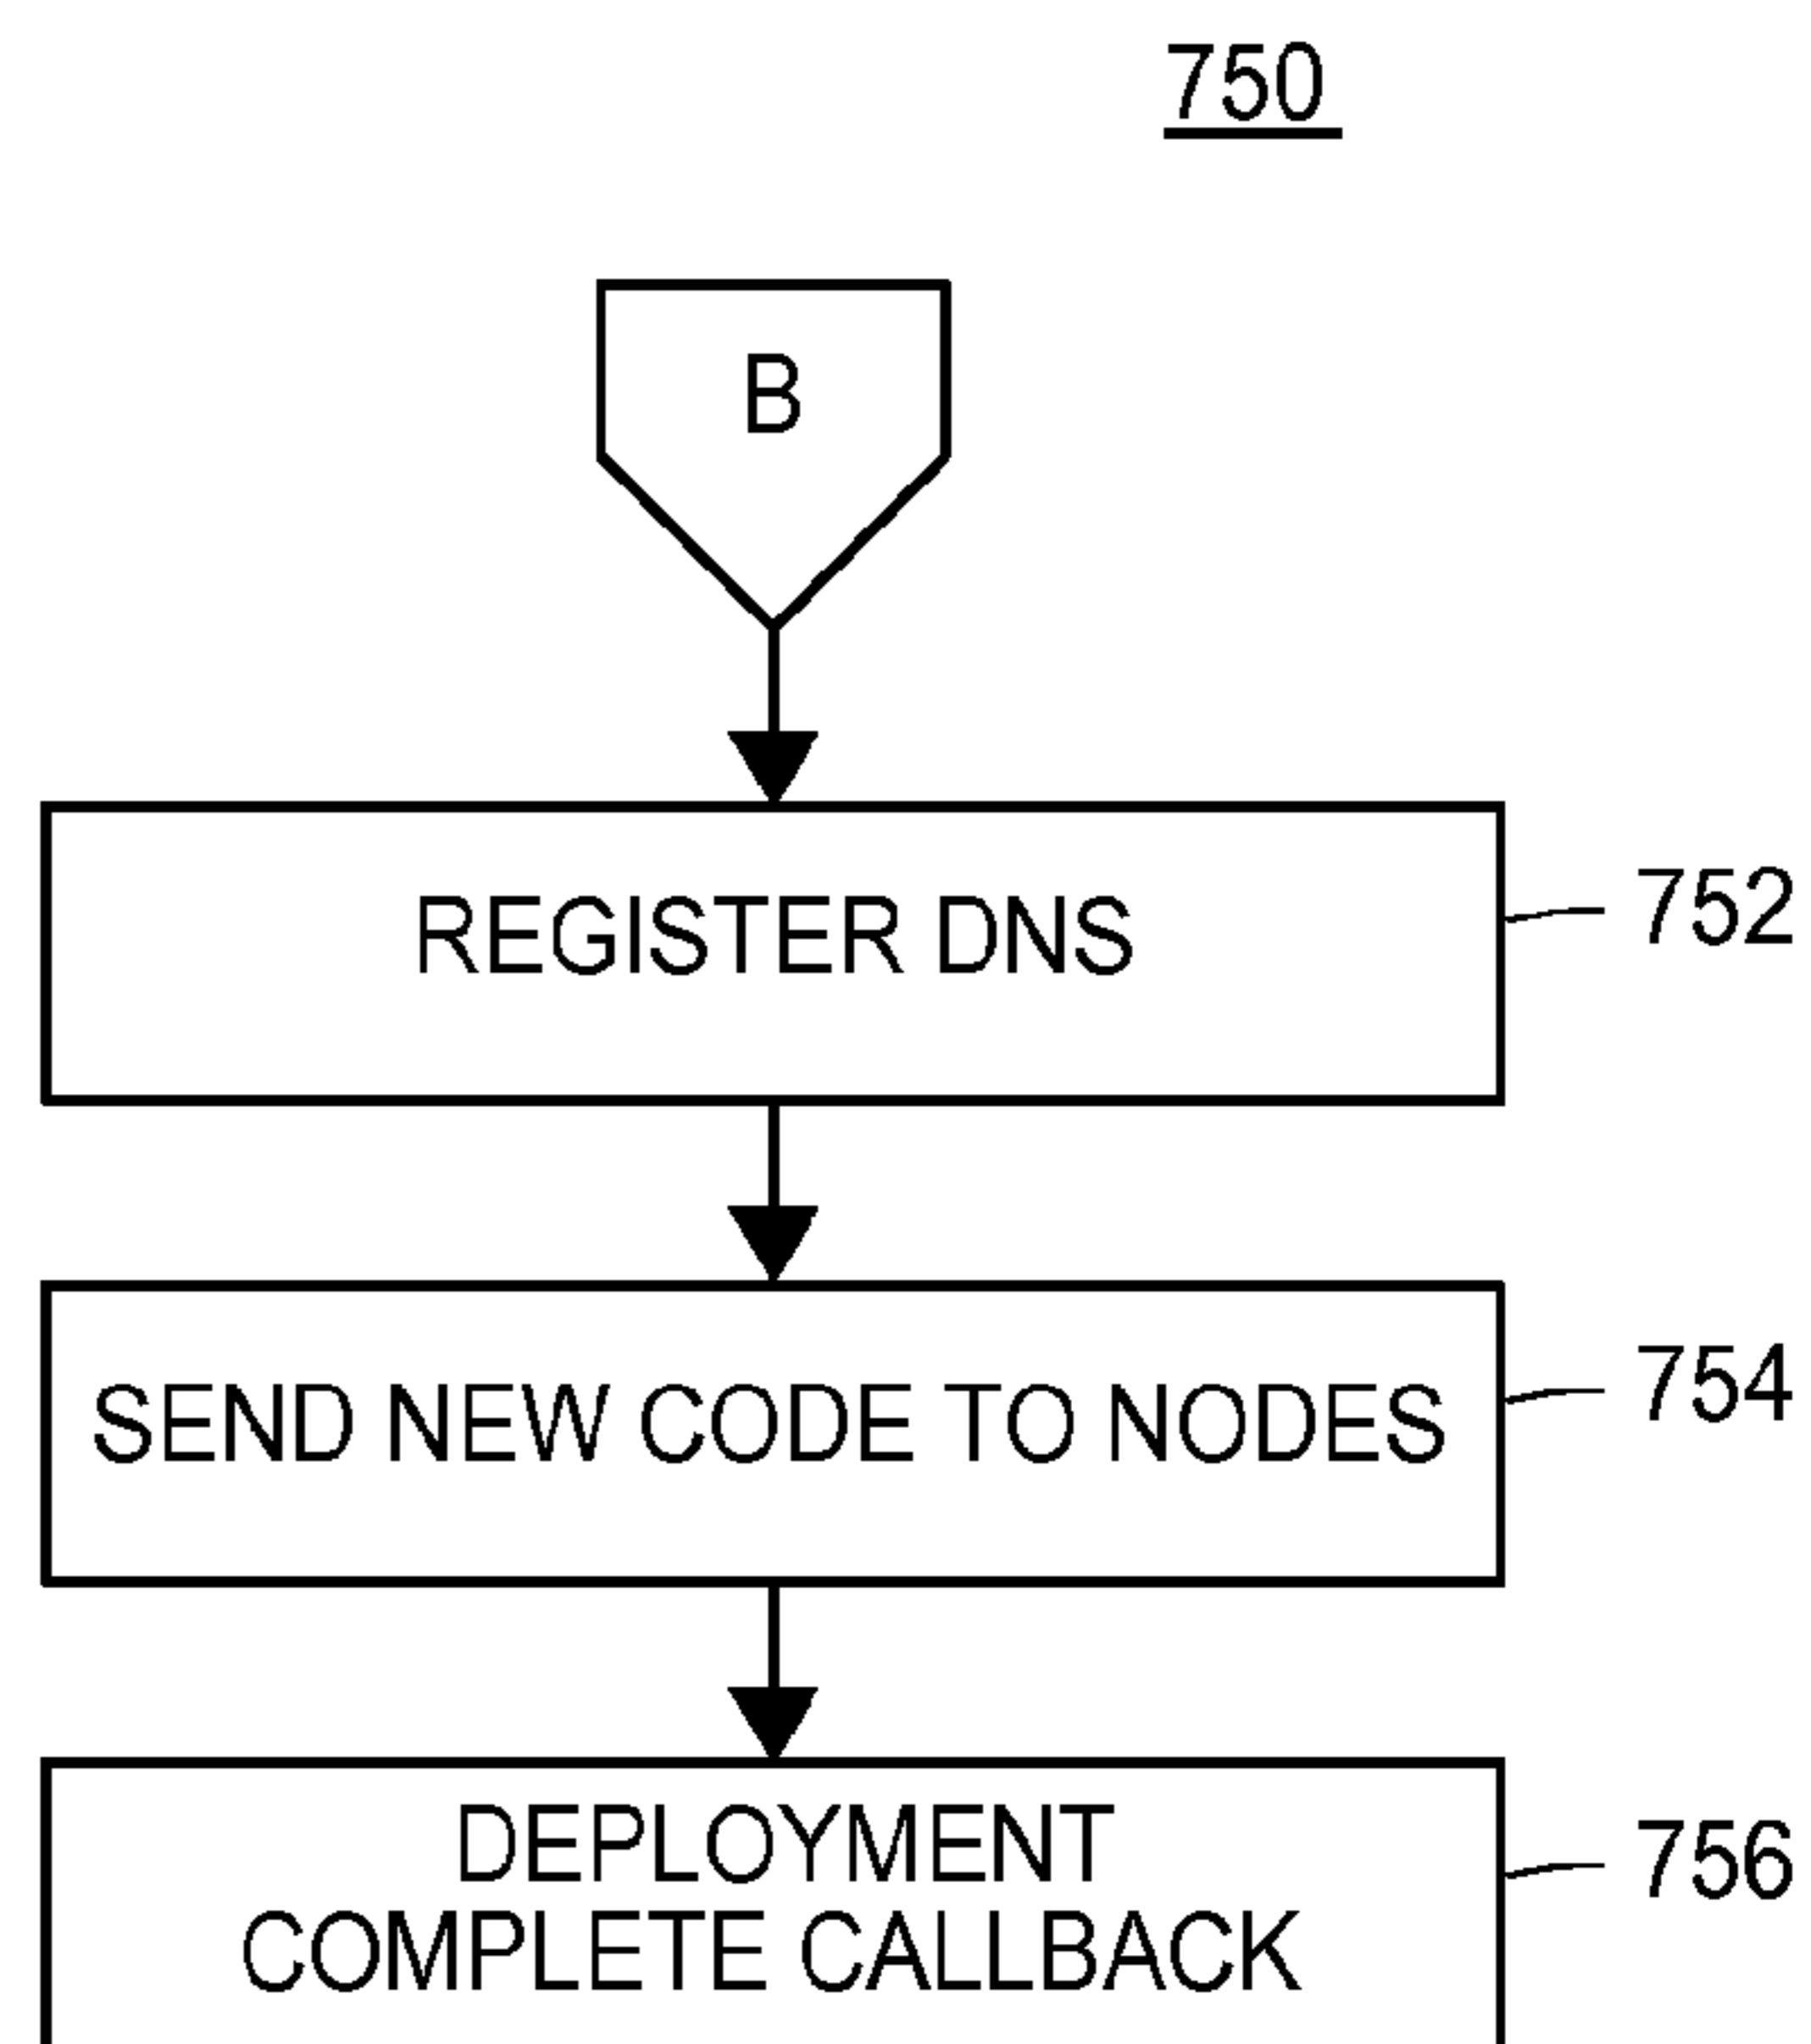 750
B
REGISTER DNS
752
SEND NEW CODE TO NODES
754
DEPLOYMENT
COMPLETE CALLBACK
756